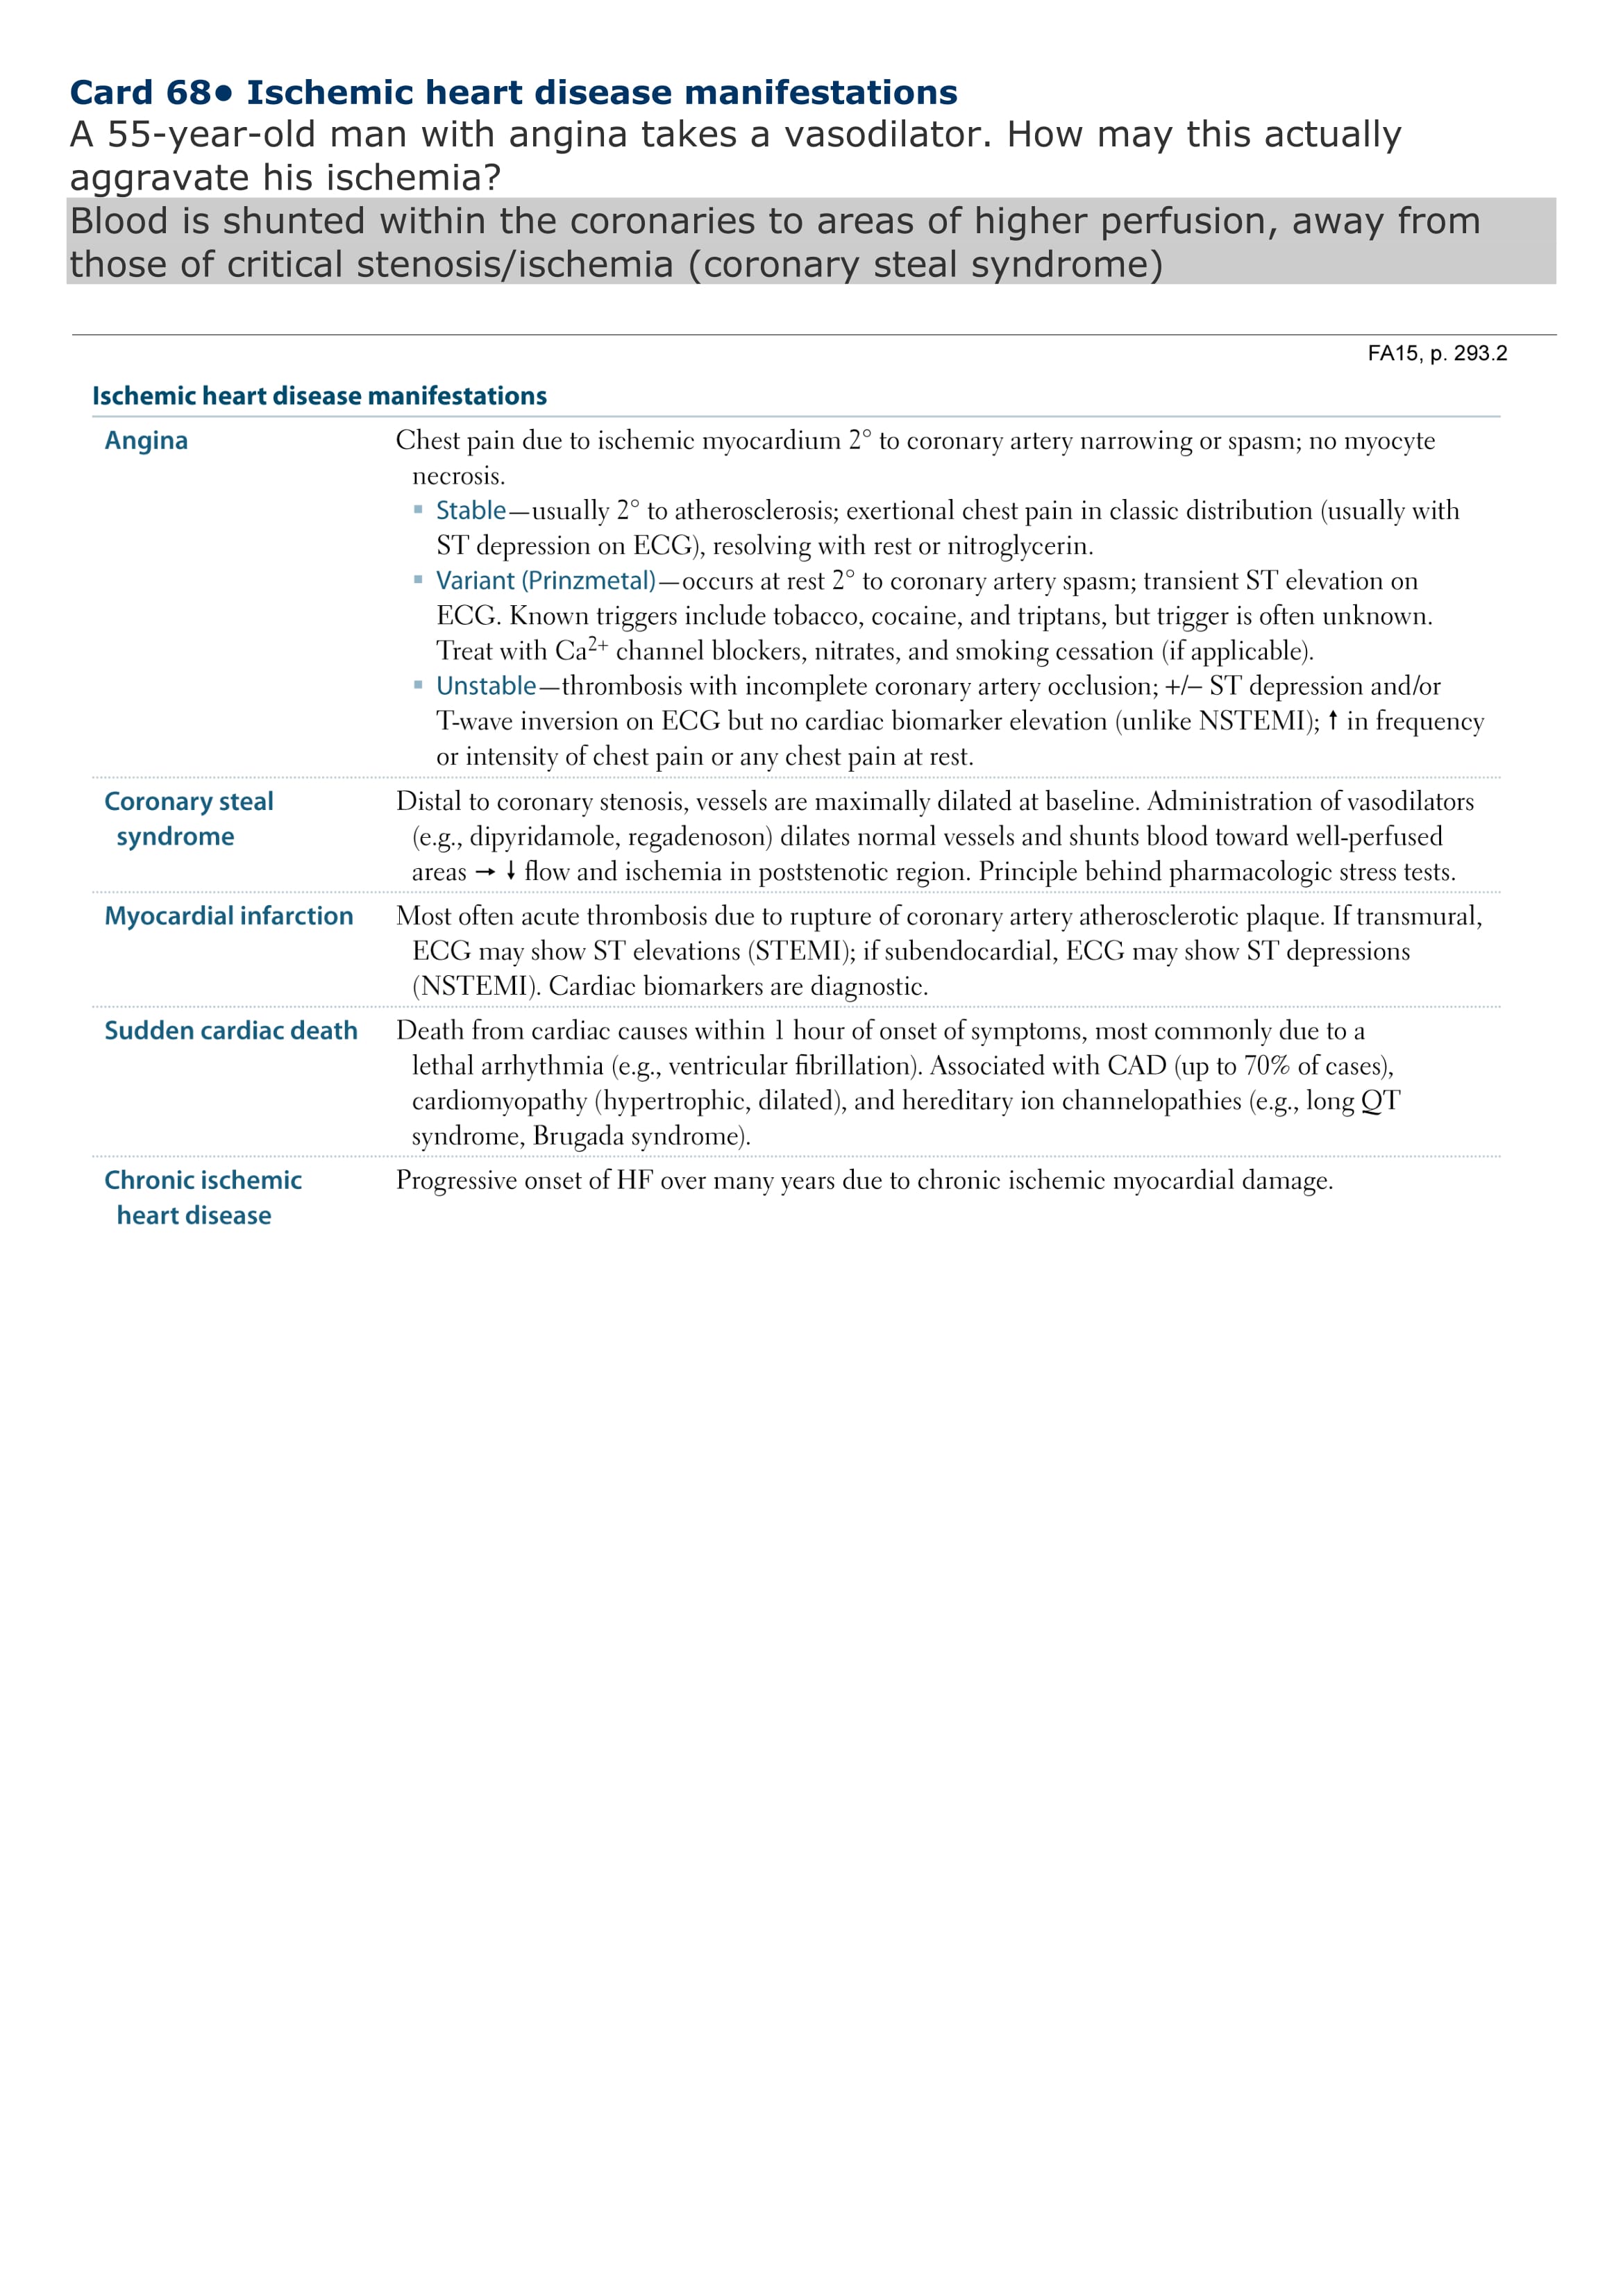 Card 68• Ischemic heart disease manifestations
A 55-year-old man with angina takes a vasodilator. How may this actually
aggravate his ischemia?
Blood is shunted within the coronaries to areas of higher perfusion, away from
those of critical stenosis/ischemia (coronary steal syndrome)
FA15, p. 293.2
Ischemic heart disease manifestations
Angina
Chest pain due to ischemic myocardium 2° to coronary artery narrowing or spasm; no myocyte
necrosis.
▪ Stable—usually 2° to atherosclerosis; exertional chest pain in classic distribution (usually with
ST depression on ECG), resolving with rest or nitroglycerin.
▪ Variant (Prinzmetal)—occurs at rest 2° to coronary artery spasm; transient ST elevation on
ECG. Known triggers include tobacco, cocaine, and triptans, but trigger is often unknown.
Treat with Ca²⁺ channel blockers, nitrates, and smoking cessation (if applicable).
▪ Unstable—thrombosis with incomplete coronary artery occlusion; +/– ST depression and/or
T-wave inversion on ECG but no cardiac biomarker elevation (unlike NSTEMI); ↑ in frequency
or intensity of chest pain or any chest pain at rest.
Coronary steal
syndrome
Distal to coronary stenosis, vessels are maximally dilated at baseline. Administration of vasodilators
(e.g., dipyridamole, regadenoson) dilates normal vessels and shunts blood toward well-perfused
areas → ↓ flow and ischemia in poststenotic region. Principle behind pharmacologic stress tests.
Myocardial infarction
Most often acute thrombosis due to rupture of coronary artery atherosclerotic plaque. If transmural,
ECG may show ST elevations (STEMI); if subendocardial, ECG may show ST depressions
(NSTEMI). Cardiac biomarkers are diagnostic.
Sudden cardiac death
Death from cardiac causes within 1 hour of onset of symptoms, most commonly due to a
lethal arrhythmia (e.g., ventricular fibrillation). Associated with CAD (up to 70% of cases),
cardiomyopathy (hypertrophic, dilated), and hereditary ion channelopathies (e.g., long QT
syndrome, Brugada syndrome).
Chronic ischemic
heart disease
Progressive onset of HF over many years due to chronic ischemic myocardial damage.